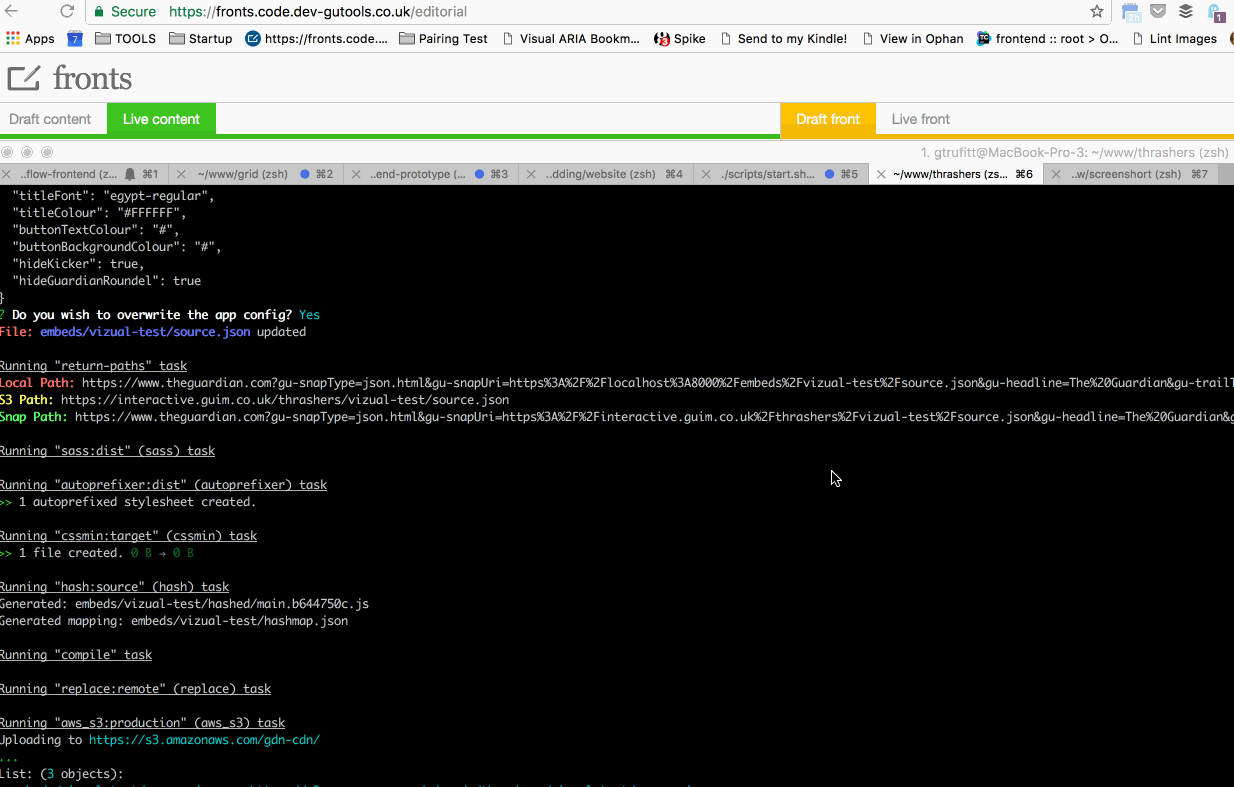 Secure https://fronts.code.dev-gutools.co.uk/editorial
Apps 7 TOOLS Startup https://fronts.code.... Pairing Test Visual ARIA Bookm... Spike Send to my Kindle! View in Ophan frontend :: root > O... Lint Images
fronts
Draft content Live content Draft front Live front
1. gtrufitt@MacBook-Pro-3: ~/www/thrashers (zsh)
..flow-frontend (z... ⌘1 ~/www/grid (zsh) ⌘2 ..end-prototype (... ⌘3 ..dding/website (zsh) ⌘4 ./scripts/start.sh... ⌘5 ~/www/thrashers (zs... ⌘6 ..w/screenshort (zsh) ⌘7
"titleFont": "egypt-regular",
"titleColour": "#FFFFFF",
"buttonTextColour": "#",
"buttonBackgroundColour": "#",
"hideKicker": true,
"hideGuardianRoundel": true
}
? Do you wish to overwrite the app config? Yes
File: embeds/vizual-test/source.json updated
Running "return-paths" task
Local Path: https://www.theguardian.com?gu-snapType=json.html&gu-snapUri=https%3A%2F%2Flocalhost%3A8000%2Fembeds%2Fvizual-test%2Fsource.json&gu-headline=The%20Guardian&gu-trailT
S3 Path: https://interactive.guim.co.uk/thrashers/vizual-test/source.json
Snap Path: https://www.theguardian.com?gu-snapType=json.html&gu-snapUri=https%3A%2F%2Finteractive.guim.co.uk%2Fthrashers%2Fvizual-test%2Fsource.json&gu-headline=The%20Guardian&g
Running "sass:dist" (sass) task
Running "autoprefixer:dist" (autoprefixer) task
>> 1 autoprefixed stylesheet created.
Running "cssmin:target" (cssmin) task
>> 1 file created. 0 B → 0 B
Running "hash:source" (hash) task
Generated: embeds/vizual-test/hashed/main.b644750c.js
Generated mapping: embeds/vizual-test/hashmap.json
Running "compile" task
Running "replace:remote" (replace) task
Running "aws_s3:production" (aws_s3) task
Uploading to https://s3.amazonaws.com/gdn-cdn/
...
List: (3 objects):